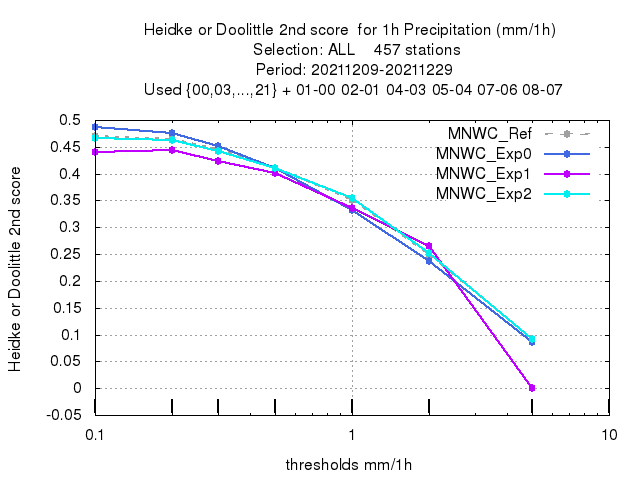 Heidke or Doolittle 2nd score  for 1h Precipitation (mm/1h)
Selection: ALL    457 stations
Period: 20211209-20211229
Used {00,03,...,21} + 01-00 02-01 04-03 05-04 07-06 08-07
MNWC_Ref
MNWC_Exp0
MNWC_Exp1
MNWC_Exp2
Heidke or Doolittle 2nd score
0.5
0.45
0.4
0.35
0.3
0.25
0.2
0.15
0.1
0.05
0
-0.05
0.1
1
10
thresholds mm/1h